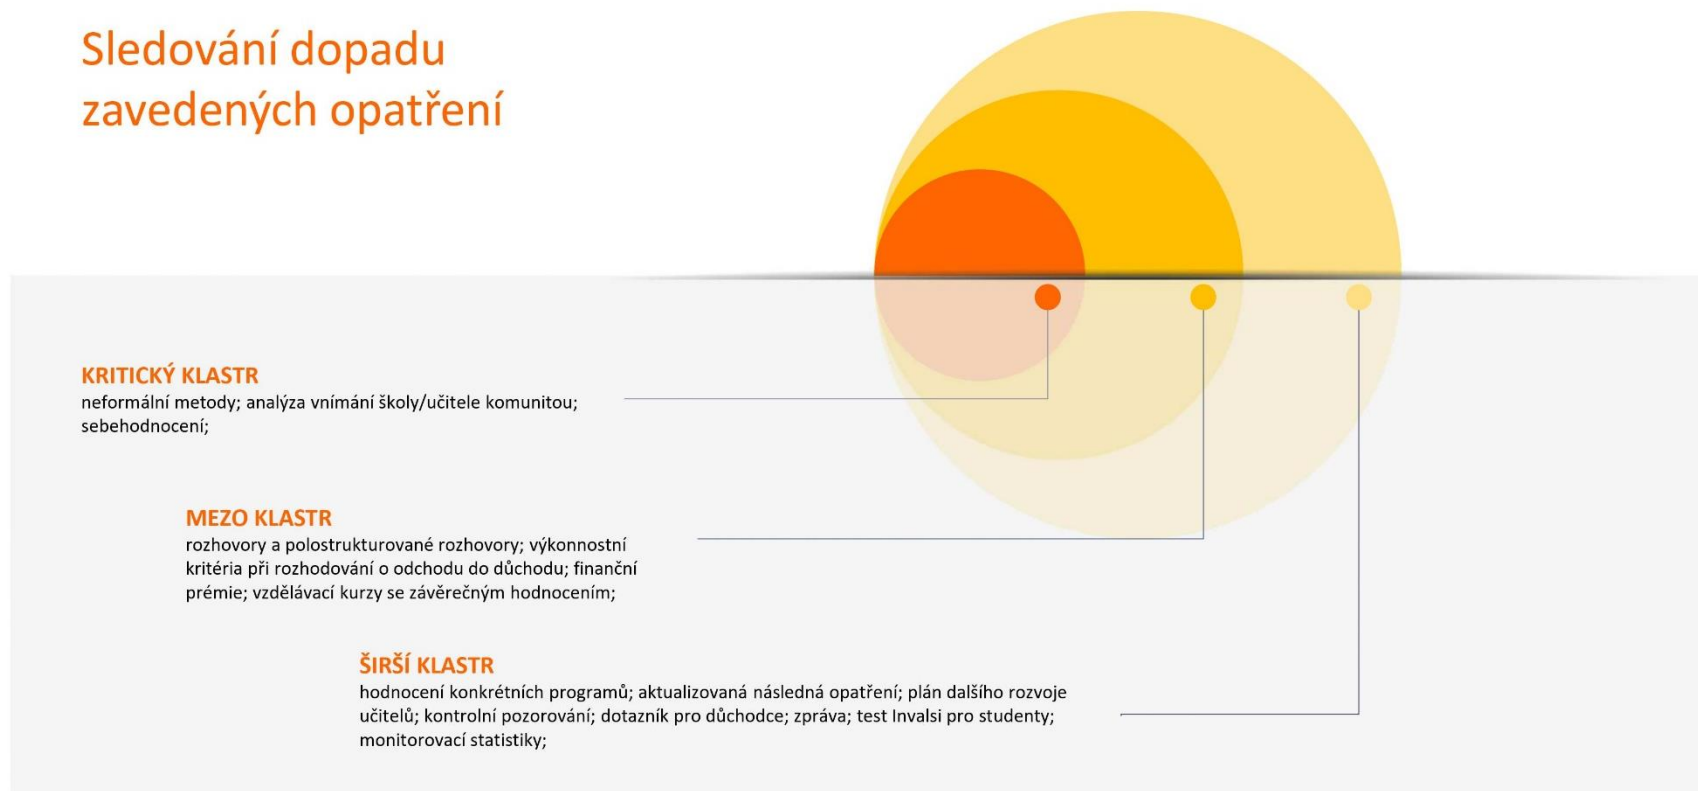 Sledování dopadu
zavedených opatření
KRITICKÝ KLASTR
neformální metody; analýza vnímání školy/učitele komunitou;
sebehodnocení;
MEZO KLASTR
rozhovory a polostrukturované rozhovory; výkonnostní
kritéria při rozhodování o odchodu do důchodu; finanční
prémie; vzdělávací kurzy se závěrečným hodnocením;
ŠIRŠÍ KLASTR
hodnocení konkrétních programů; aktualizovaná následná opatření; plán dalšího rozvoje
učitelů; kontrolní pozorování; dotazník pro důchodce; zpráva; test Invalsi pro studenty;
monitorovací statistiky;